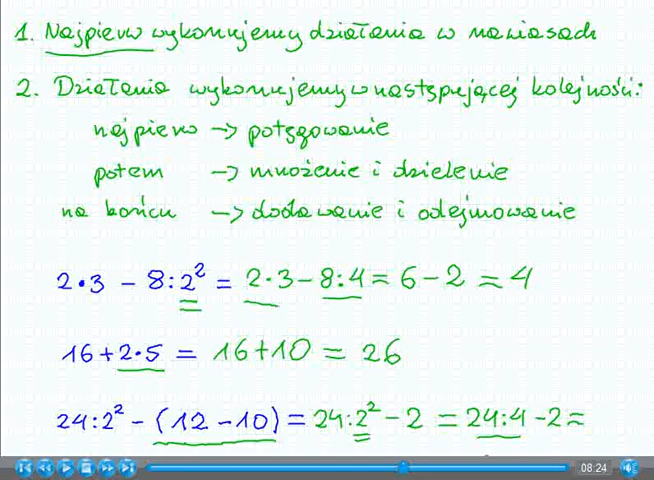 1. Najpierw wykonujemy działania w nawiasach
2. Działania wykonujemy w następującej kolejności:
najpierw -> potęgowanie
potem -> mnożenie i dzielenie
na końcu -> dodawanie i odejmowanie
2·3 - 8:2² = 2·3 - 8:4 = 6 - 2 = 4
16 + 2·5 = 16+10 = 26
24:2² - (12 - 10) = 24:2² - 2 = 24:4 - 2 =
08:24